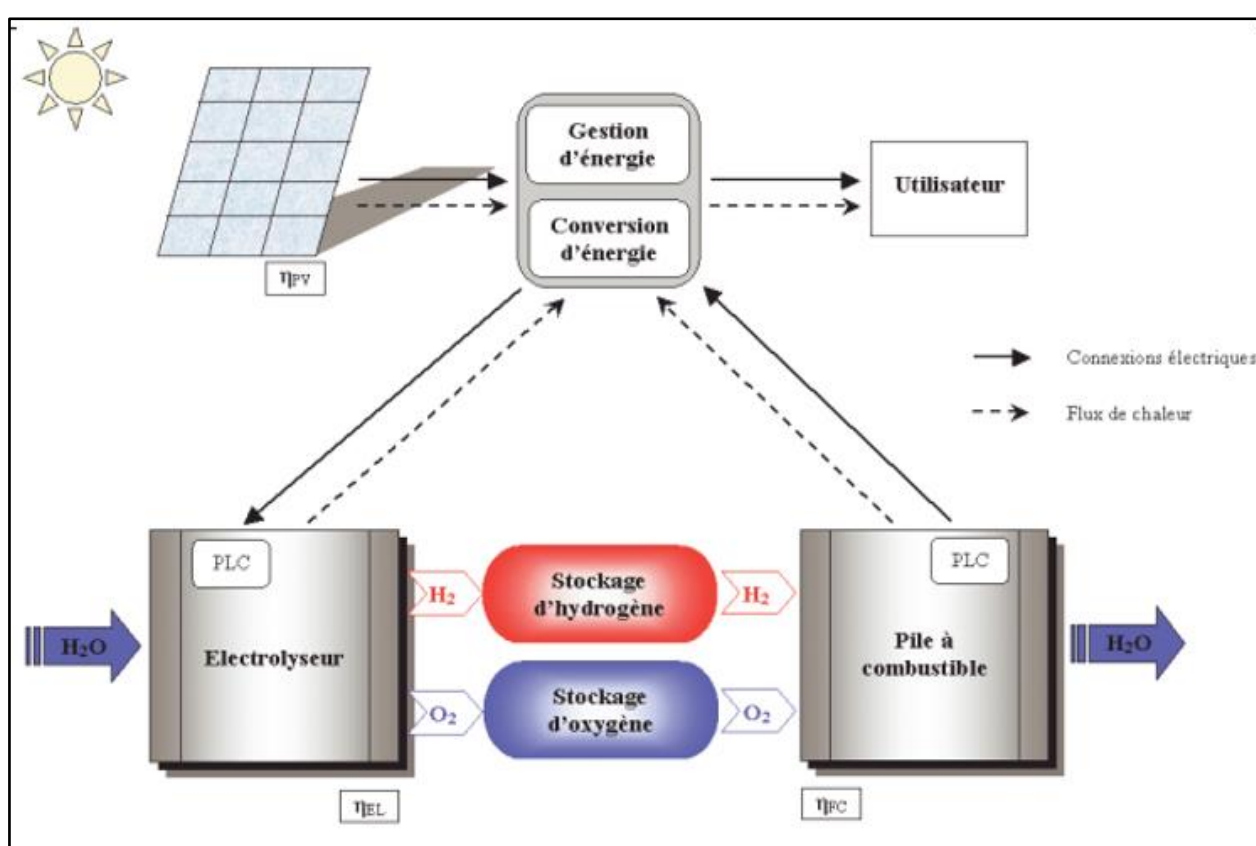 Gestion
d'énergie
Conversion
d'énergie
Utilisateur
ηPV
Connexions électriques
Flux de chaleur
PLC
Electrolyseur
H₂O
H₂
Stockage
d'hydrogène
H₂
O₂
Stockage
d'oxygène
O₂
PLC
Pile à
combustible
H₂O
ηEL
ηFC